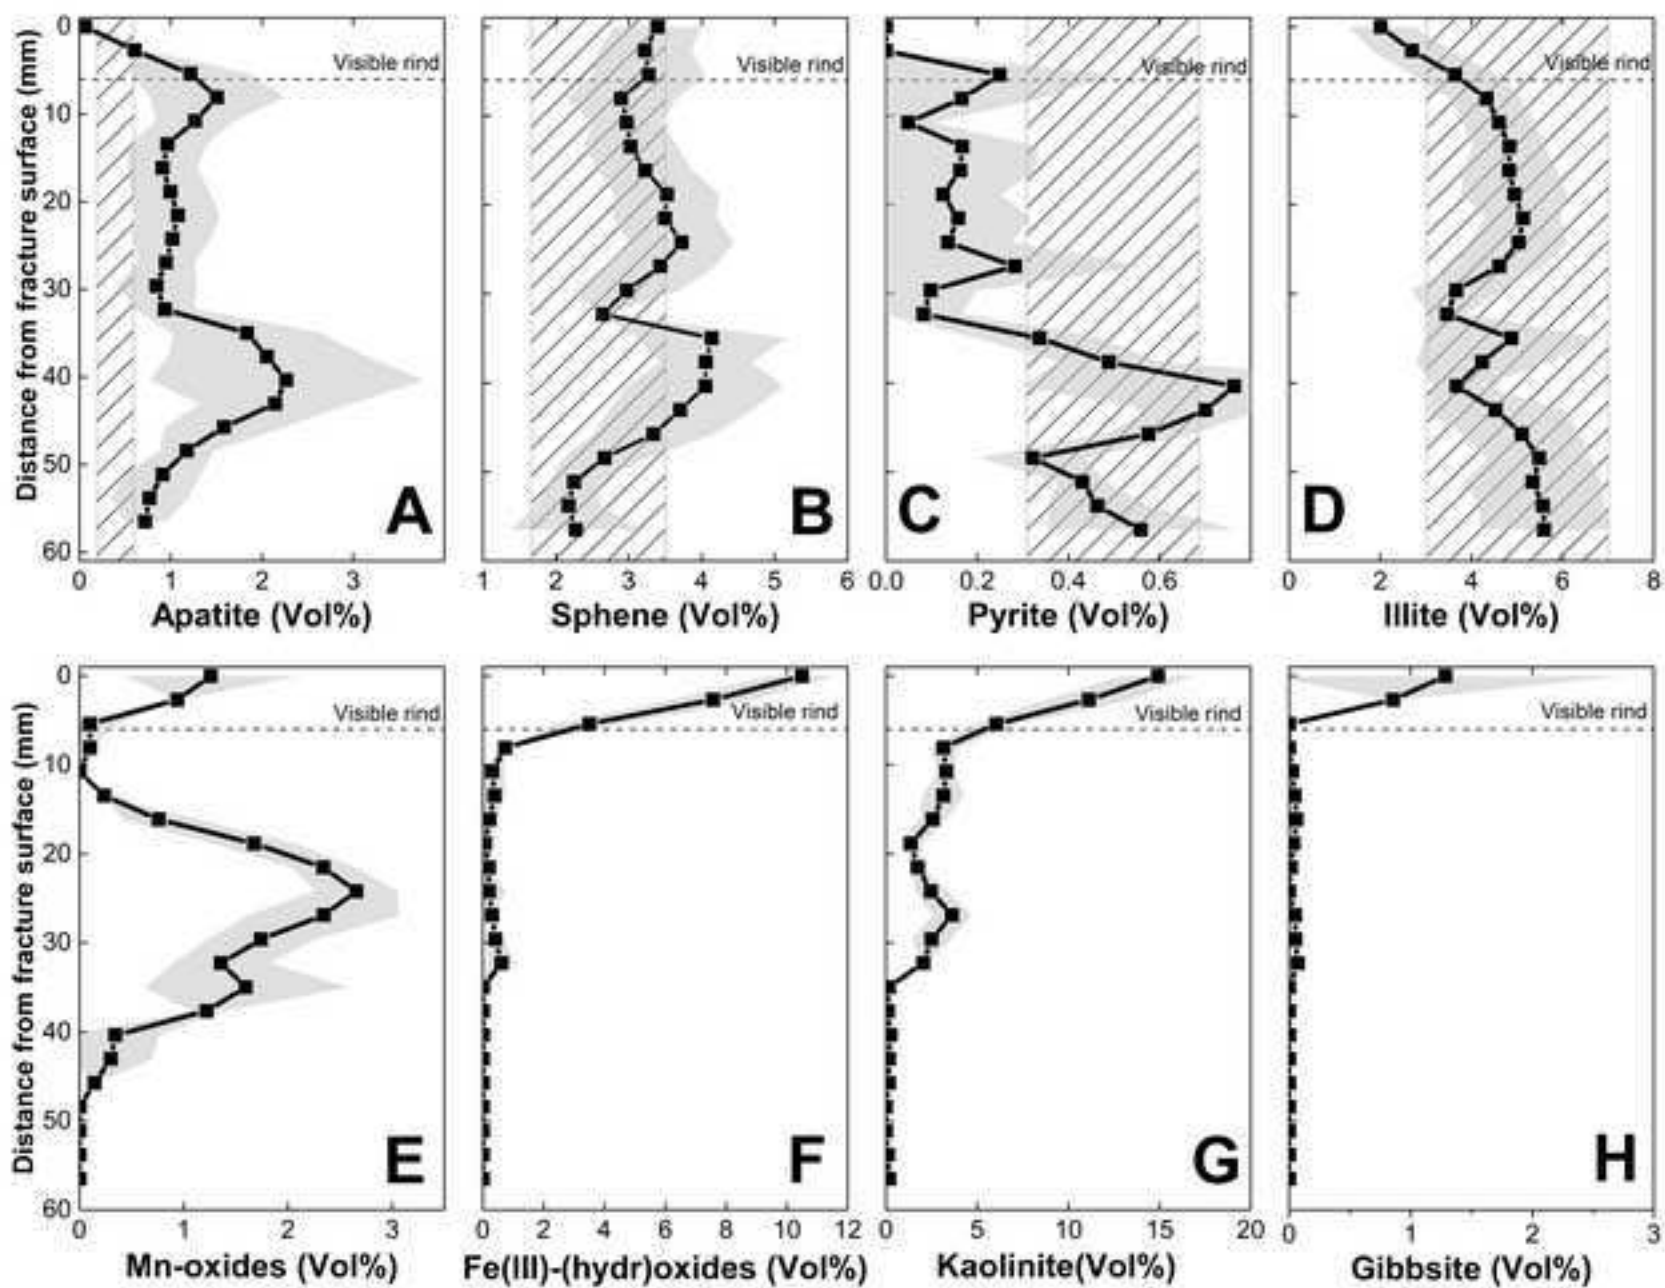 Distance from fracture surface (mm)
0
10
20
30
40
50
60
Visible rind
A
0 1 2 3
Apatite (Vol%)
Visible rind
B
1 2 3 4 5 6
Sphene (Vol%)
Visible rind
C
0.0 0.2 0.4 0.6
Pyrite (Vol%)
Visible rind
D
0 2 4 6 8
Illite (Vol%)
Distance from fracture surface (mm)
0
10
20
30
40
50
60
Visible rind
E
0 1 2 3
Mn-oxides (Vol%)
Visible rind
F
0 2 4 6 8 10 12
Fe(III)-(hydr)oxides (Vol%)
Visible rind
G
0 5 10 15 20
Kaolinite(Vol%)
Visible rind
H
0 1 2 3
Gibbsite (Vol%)